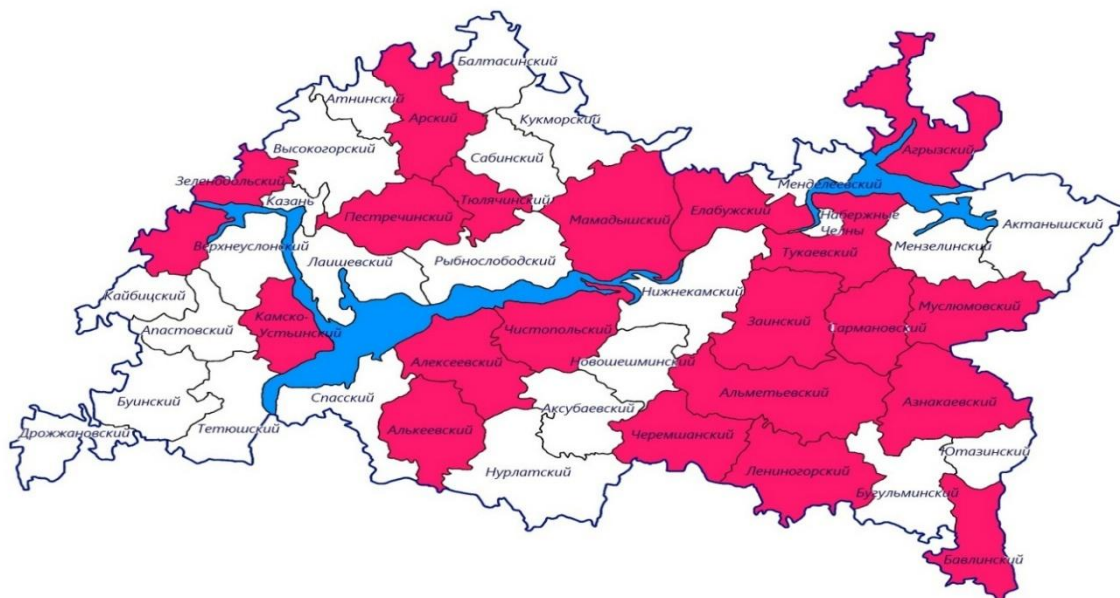 Балтасинский
Атнинский
Арский
Кукморский
Высокогорский
Сабинский
Агрызский
Зеленодольский
Казань
Менделеевский
Пестречинский
Тюлячинский
Мамадышский
Елабужский
Набержные
Челны
Актанышский
Верхнеуслонский
Лаишевский
Рыбнослободский
Тукаевский
Мензелинский
Кайбицский
Нижнекамский
Муслюмовский
Камско-
Устьинский
Апастовский
Чистопольский
Заинский
Сармановский
Алексеевский
Новошешминский
Буинский
Спасский
Альметьевский
Азнакаевский
Аксубаевский
Дрожжановский
Тетюшский
Алькеевский
Черемшанский
Ютазинский
Нурлатский
Лениногорский
Бугульминский
Бавлинский